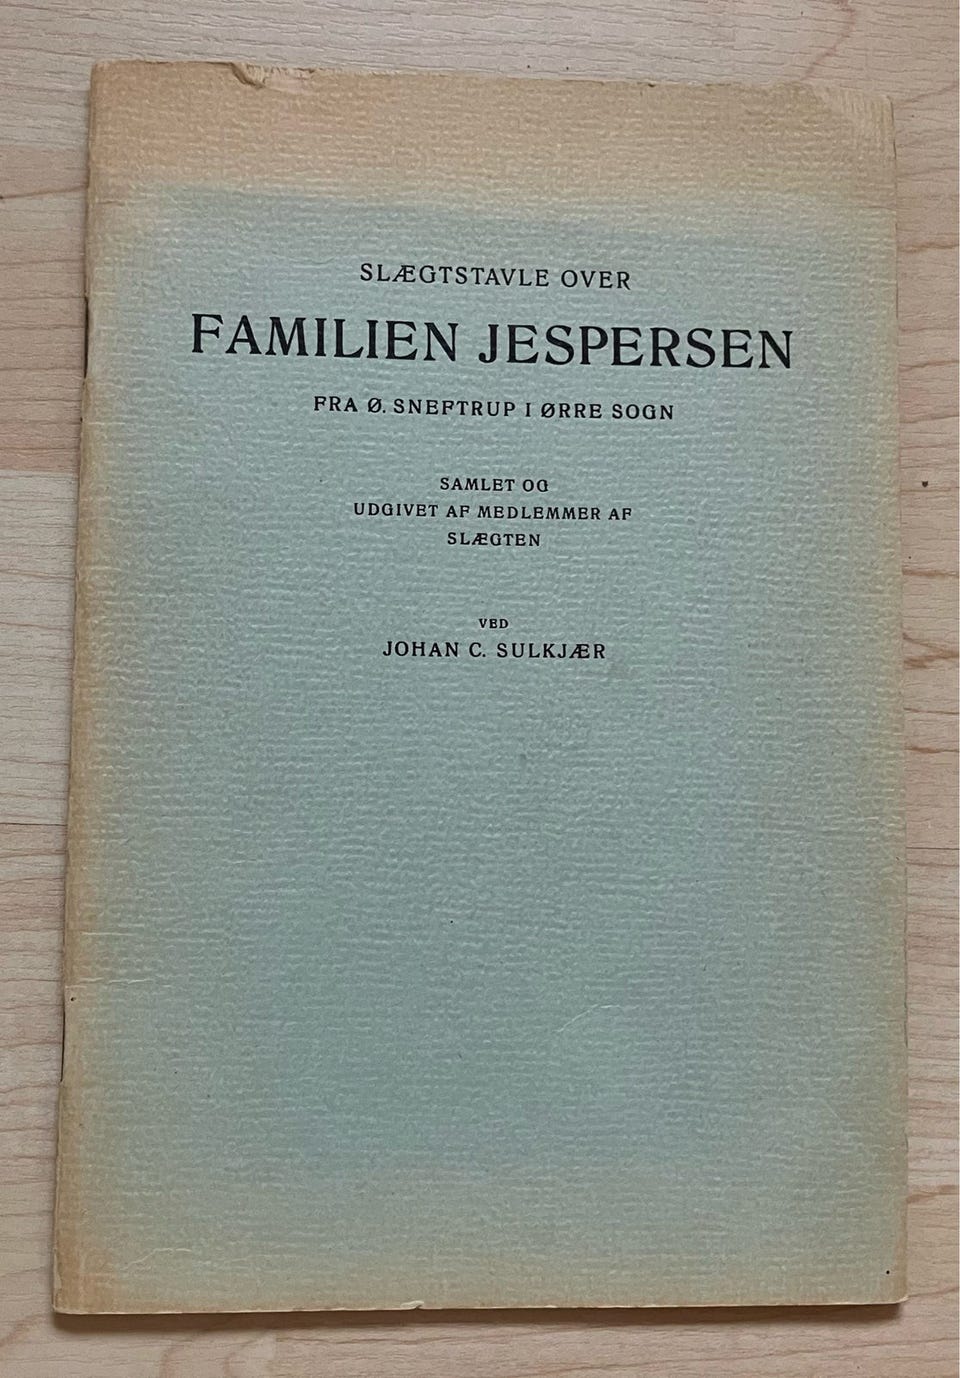 SLÆGTSTAVLE OVER
FAMILIEN JESPERSEN
FRA Ø. SNEFTRUP I ØRRE SOGN
SAMLET OG
UDGIVET AF MEDLEMMER AF
SLÆGTEN
VED
JOHAN C. SULKJÆR